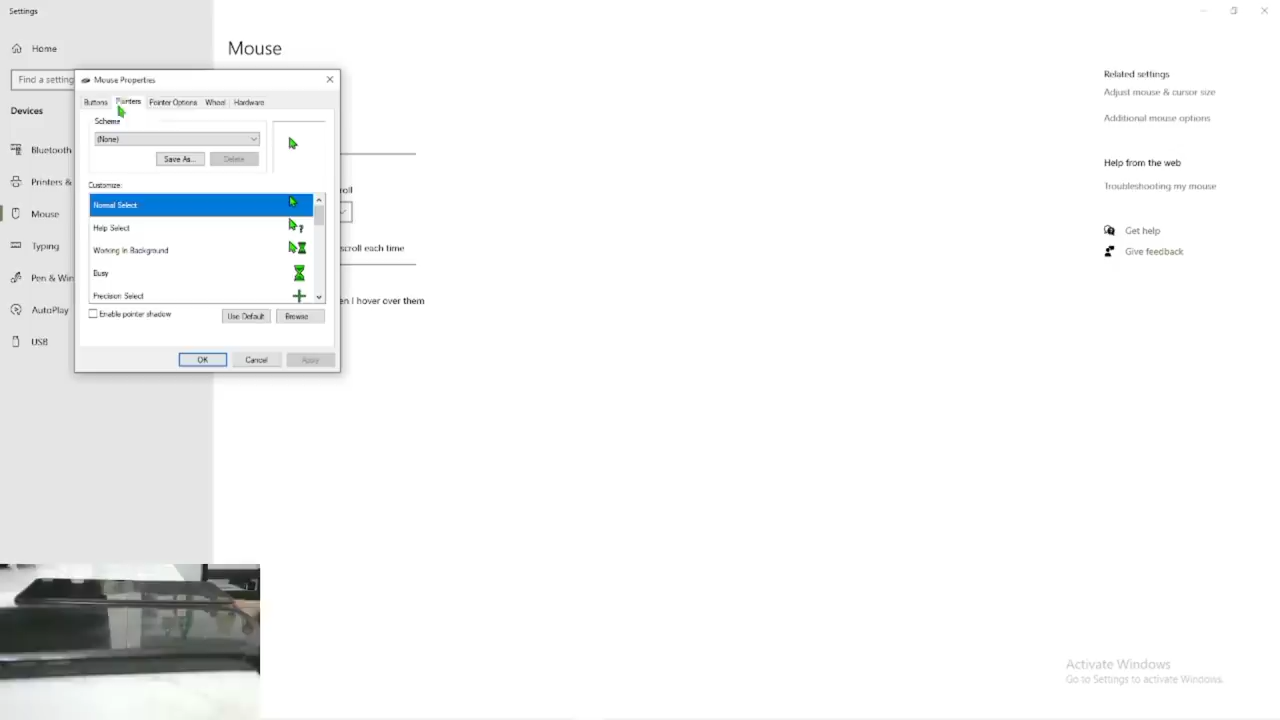 Settings
Home
Find a setting
Devices
Bluetooth
Printers &
Mouse
Typing
Pen & Win
AutoPlay
USB
Mouse
Mouse Properties
Buttons Pointers Pointer Options Wheel Hardware
Scheme
(None)
Save As... Delete
Customize:
Normal Select
Help Select
Working In Background
Busy
Precision Select
Enable pointer shadow
Use Default Browse...
OK Cancel Apply
roll
scroll each time
en I hover over them
Related settings
Adjust mouse & cursor size
Additional mouse options
Help from the web
Troubleshooting my mouse
Get help
Give feedback
Activate Windows
Go to Settings to activate Windows.